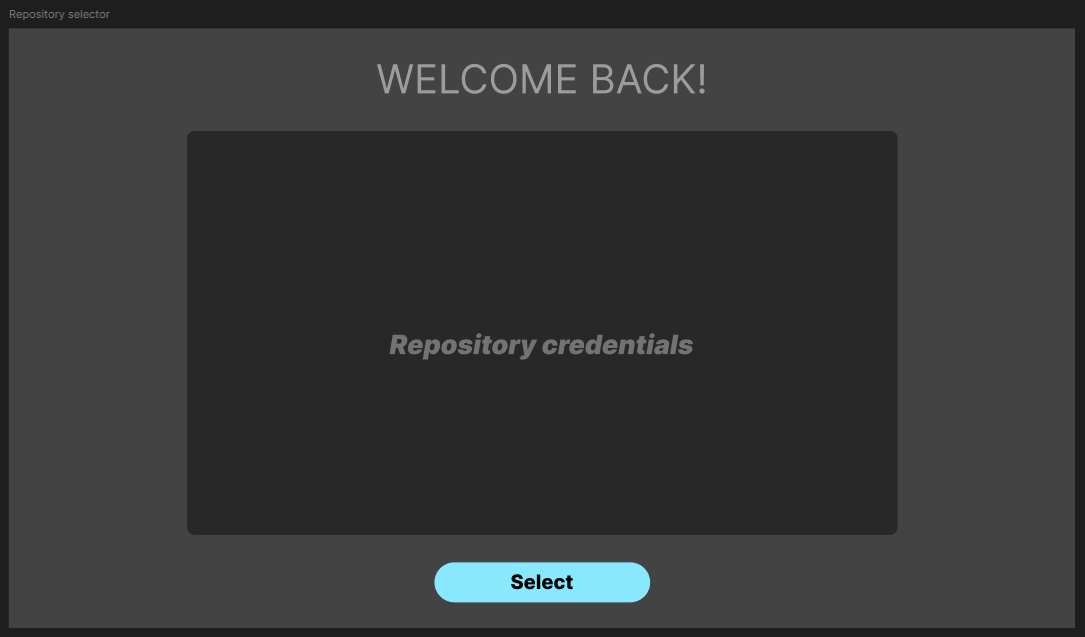 Repository selector
WELCOME BACK!
Repository credentials
Select